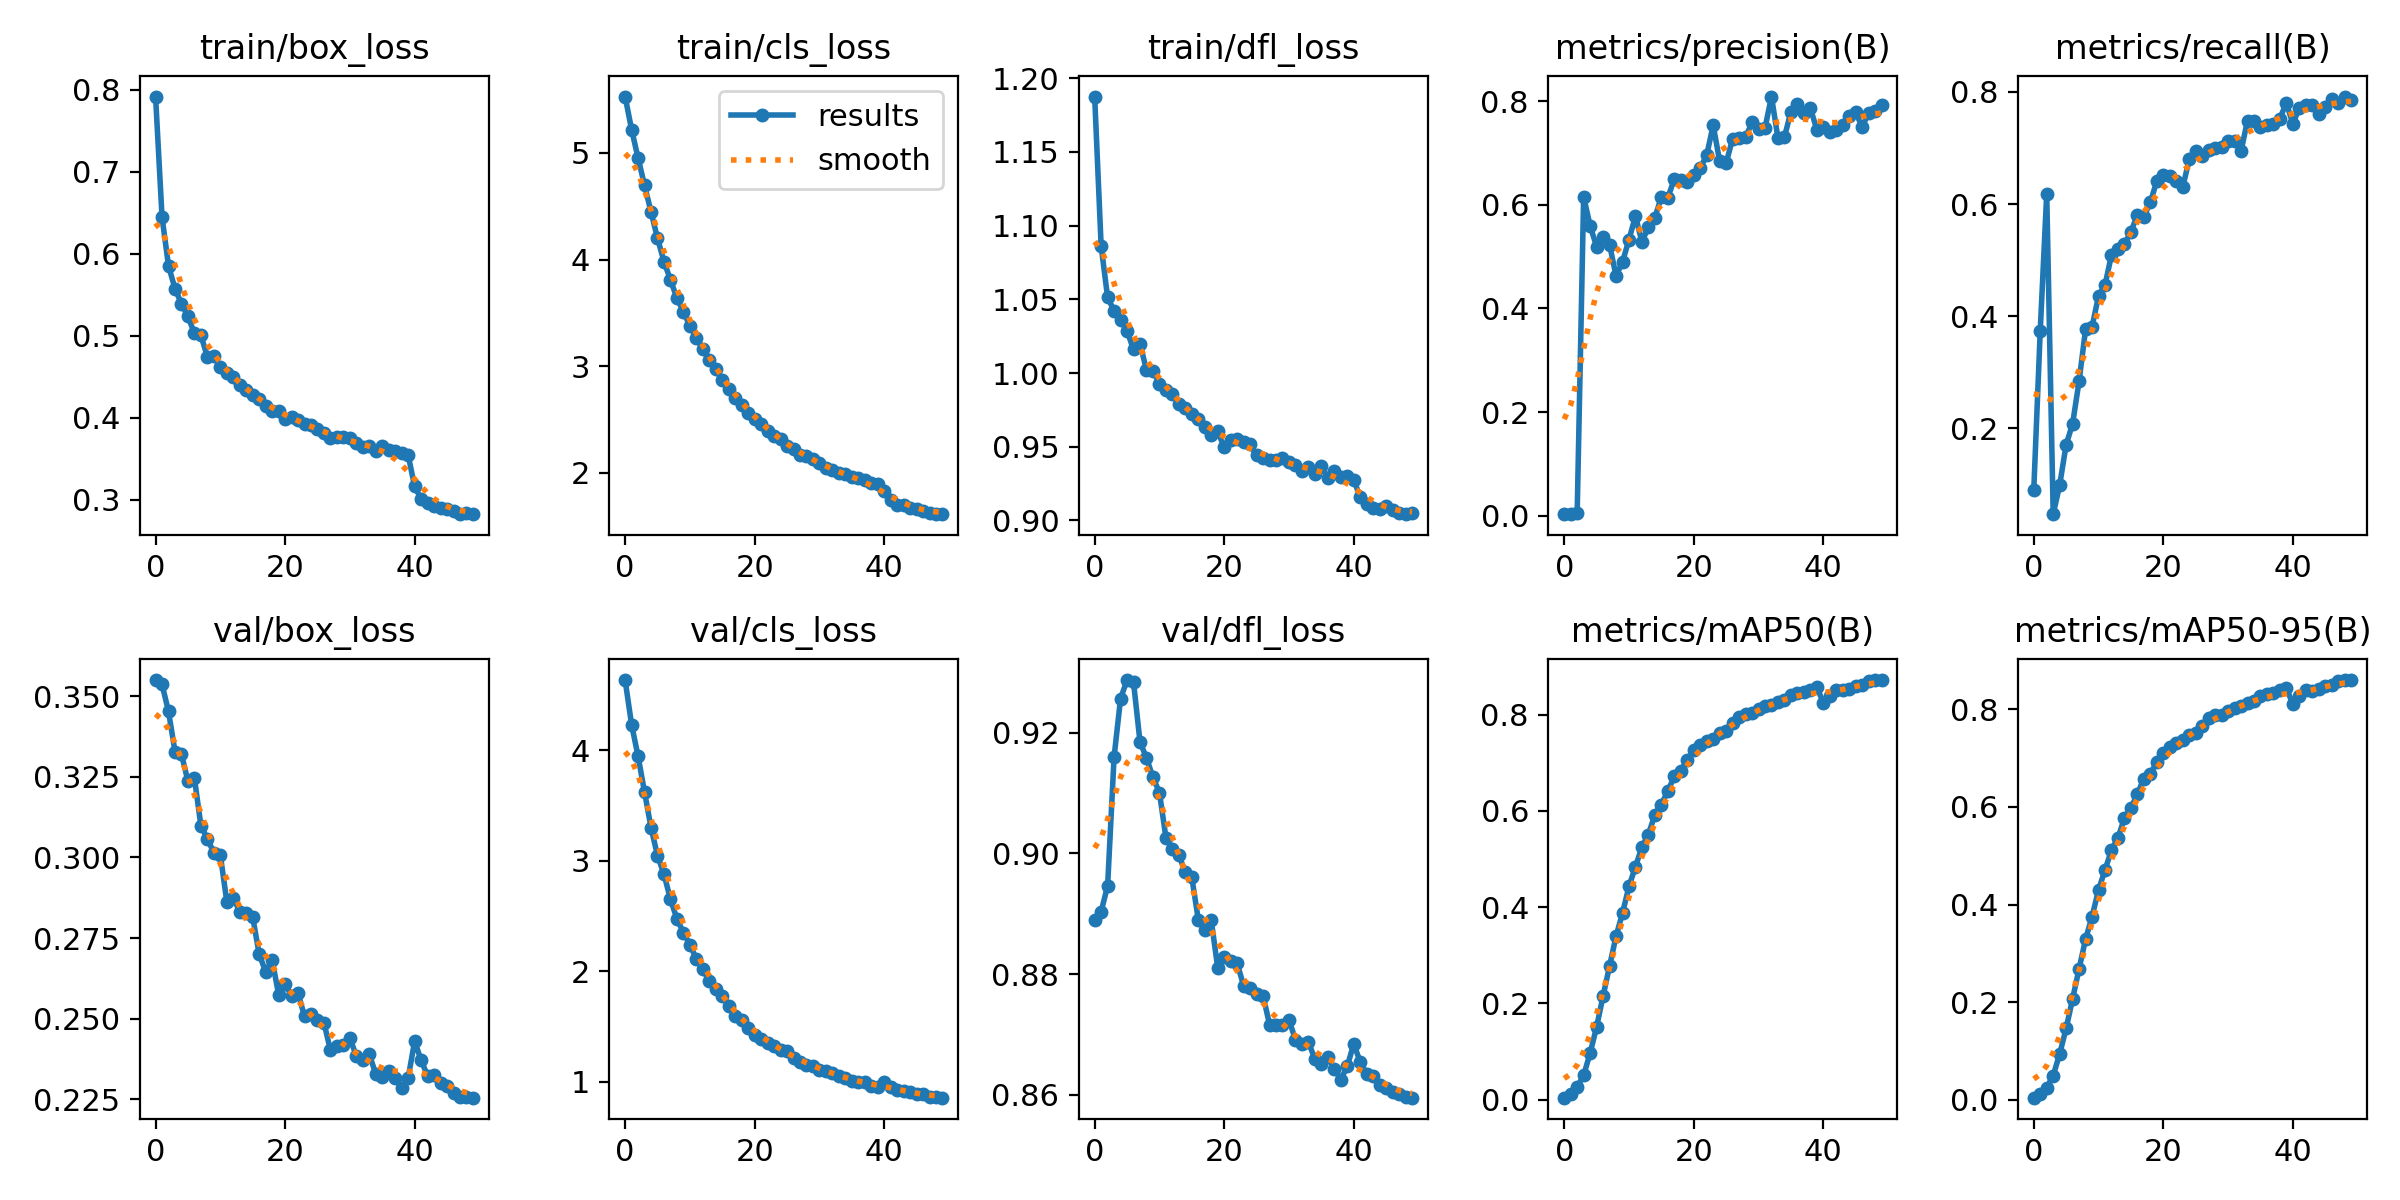 train/box_loss
0.8
0.7
0.6
0.5
0.4
0.3
0 20 40
train/cls_loss
results
smooth
5
4
3
2
0 20 40
train/dfl_loss
1.20
1.15
1.10
1.05
1.00
0.95
0.90
0 20 40
metrics/precision(B)
0.8
0.6
0.4
0.2
0.0
0 20 40
metrics/recall(B)
0.8
0.6
0.4
0.2
0 20 40
val/box_loss
0.350
0.325
0.300
0.275
0.250
0.225
0 20 40
val/cls_loss
4
3
2
1
0 20 40
val/dfl_loss
0.92
0.90
0.88
0.86
0 20 40
metrics/mAP50(B)
0.8
0.6
0.4
0.2
0.0
0 20 40
metrics/mAP50-95(B)
0.8
0.6
0.4
0.2
0.0
0 20 40